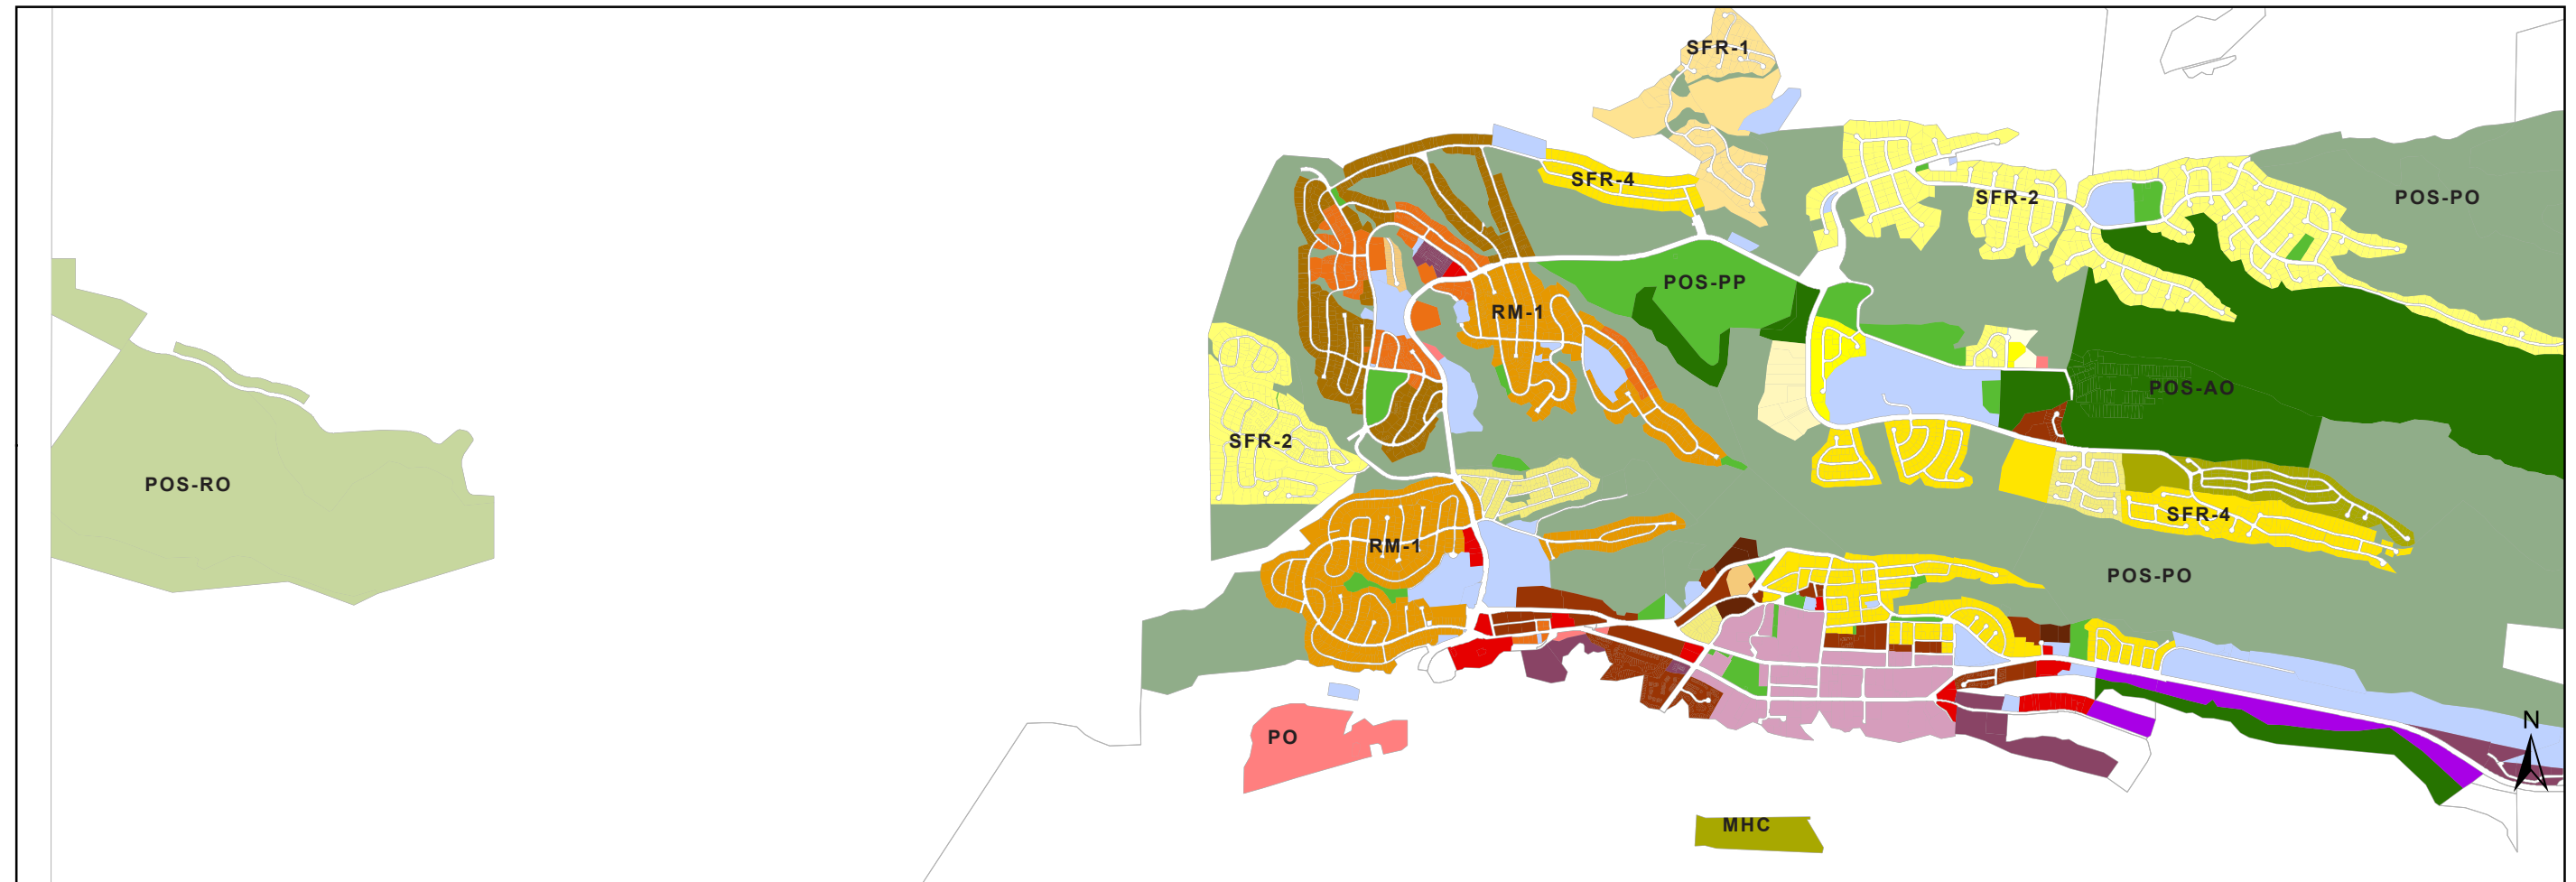 SFR-1
SFR-4
SFR-2
POS-PO
POS-PP
RM-1
POS-AO
SFR-2
POS-RO
SFR-4
RM-1
POS-PO
N
PO
MHC